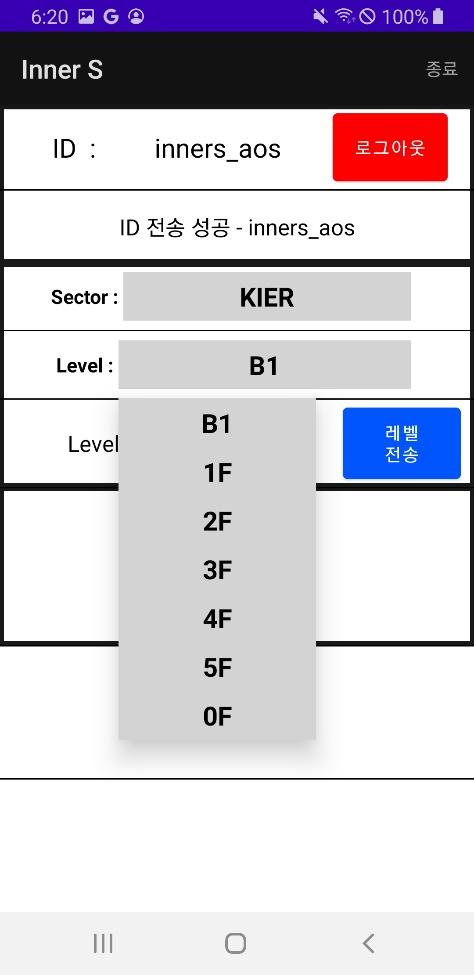 6:20 100%
Inner S 종료
ID : inners_aos 로그아웃
ID 전송 성공 - inners_aos
Sector : KIER
Level : B1
Level
레벨
전송
B1
1F
2F
3F
4F
5F
0F